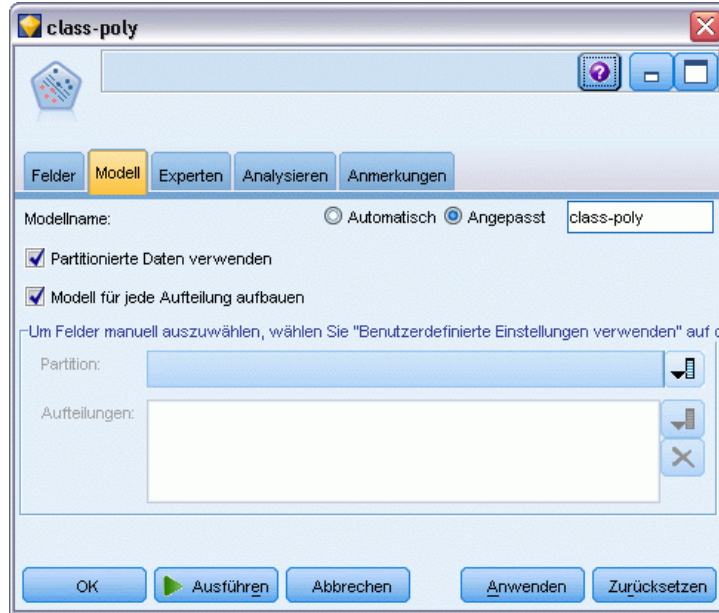 class-poly
Felder Modell Experten Analysieren Anmerkungen
Modellname: Automatisch Angepasst class-poly
Partitionierte Daten verwenden
Modell für jede Aufteilung aufbauen
Um Felder manuell auszuwählen, wählen Sie "Benutzerdefinierte Einstellungen verwenden" auf
Partition:
Aufteilungen:
OK Ausführen Abbrechen Anwenden Zurücksetzen